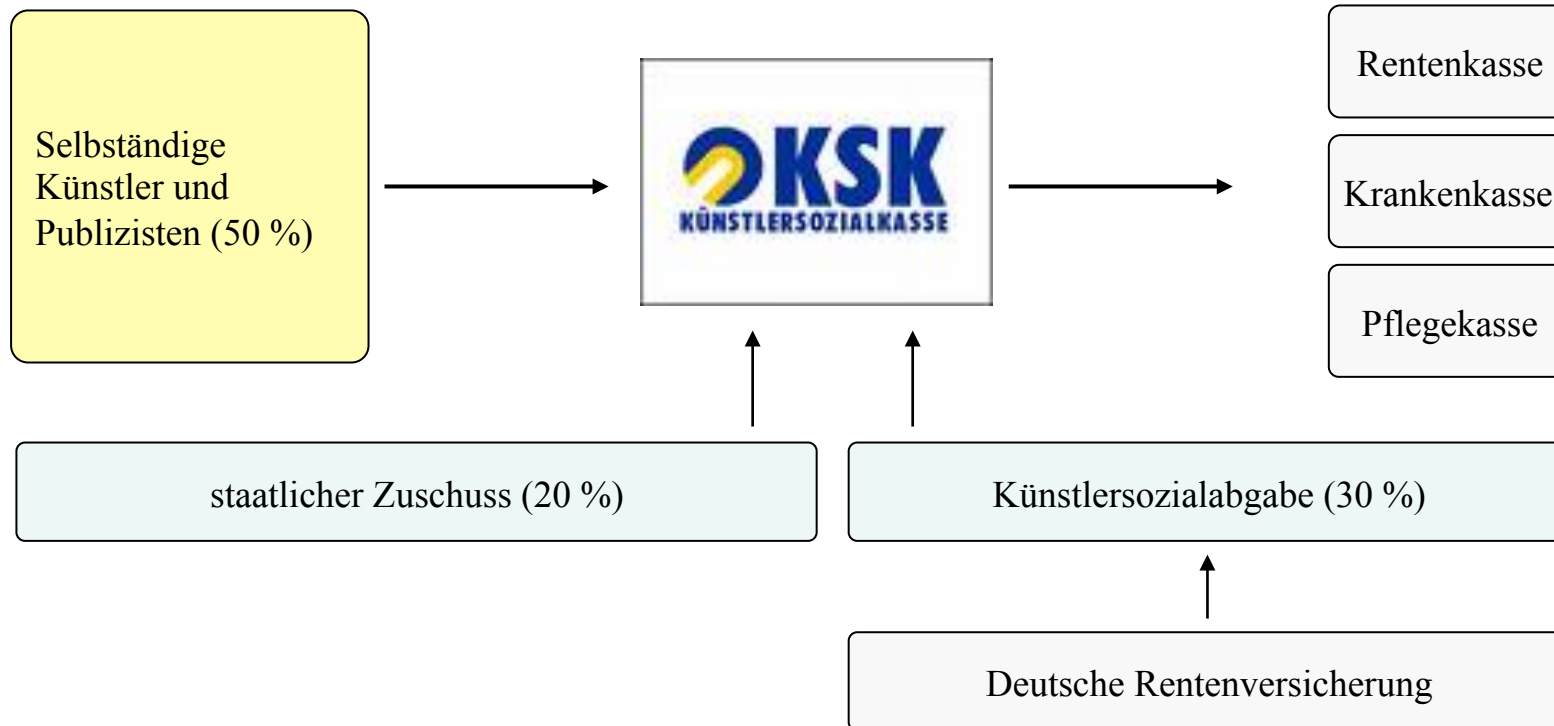 Selbständige
Künstler und
Publizisten (50 %)
KSK
KÜNSTLERSOZIALKASSE
Rentenkasse
Krankenkasse
Pflegekasse
staatlicher Zuschuss (20 %)
Künstlersozialabgabe (30 %)
Deutsche Rentenversicherung